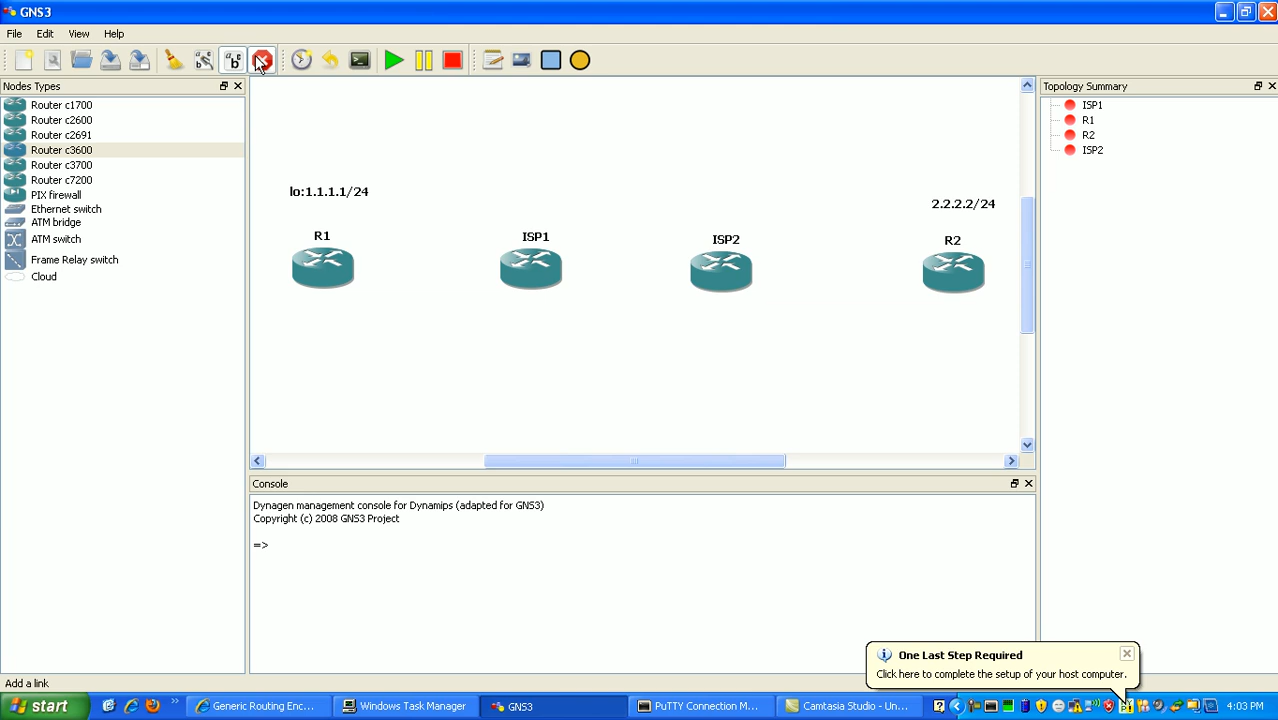 GNS3
File Edit View Help
Nodes Types
Router c1700
Router c2600
Router c2691
Router c3600
Router c3700
Router c7200
PIX firewall
Ethernet switch
ATM bridge
ATM switch
Frame Relay switch
Cloud
lo:1.1.1.1/24
2.2.2.2/24
R1
ISP1
ISP2
R2
Topology Summary
ISP1
R1
R2
ISP2
Console
Dynagen management console for Dynamips (adapted for GNS3)
Copyright (c) 2008 GNS3 Project
=>
One Last Step Required
Click here to complete the setup of your host computer.
Add a link
start
Generic Routing Enc...
Windows Task Manager
GNS3
PuTTY Connection M...
Camtasia Studio - Un...
4:03 PM